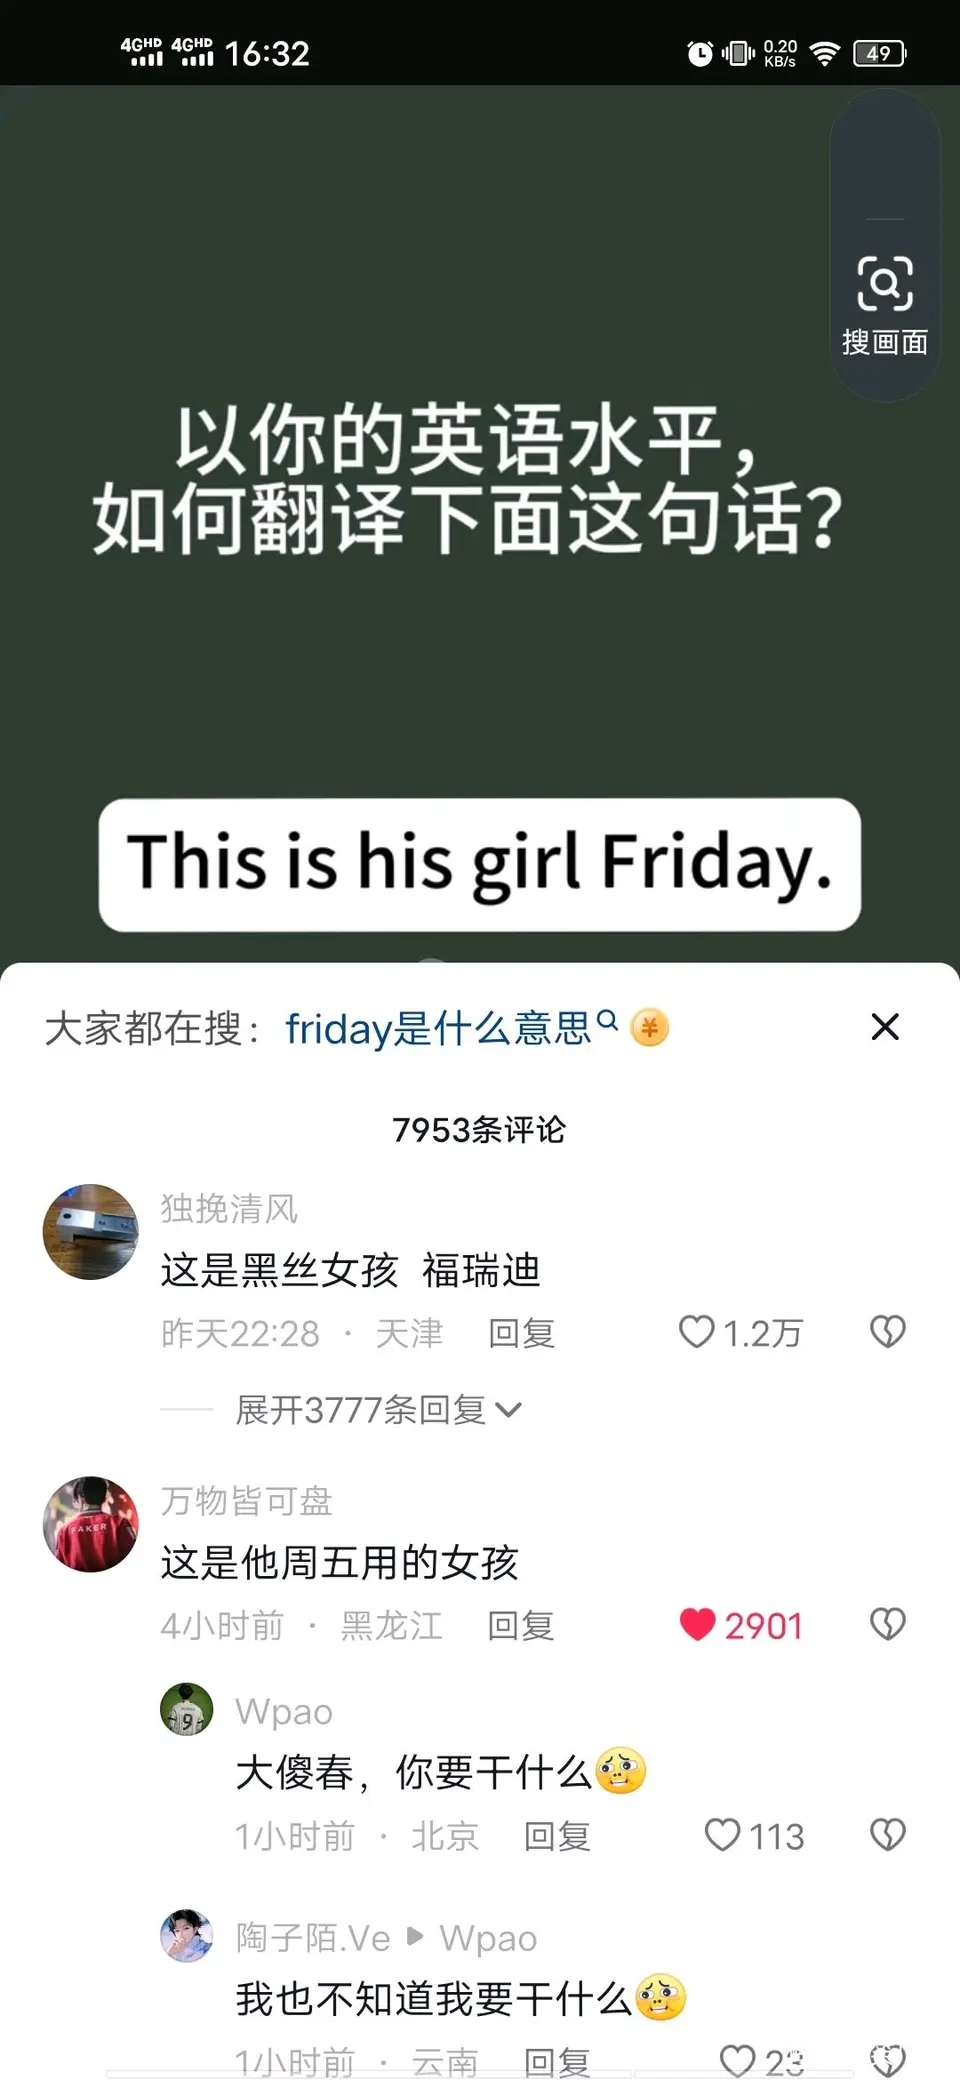 4GHD 4GHD 16:32 0.20 KB/s 49
搜画面
以你的英语水平，
如何翻译下面这句话？
This is his girl Friday.
大家都在搜：friday是什么意思
7953条评论
独挽清风
这是黑丝女孩 福瑞迪
昨天22:28 · 天津 回复 1.2万
展开3777条回复
FAKER
万物皆可盘
这是他周五用的女孩
4小时前 · 黑龙江 回复 2901
9
Wpao
大傻春，你要干什么
1小时前 · 北京 回复 113
陶子陌.Ve ▶ Wpao
我也不知道我要干什么
1小时前 · 云南 回复 23